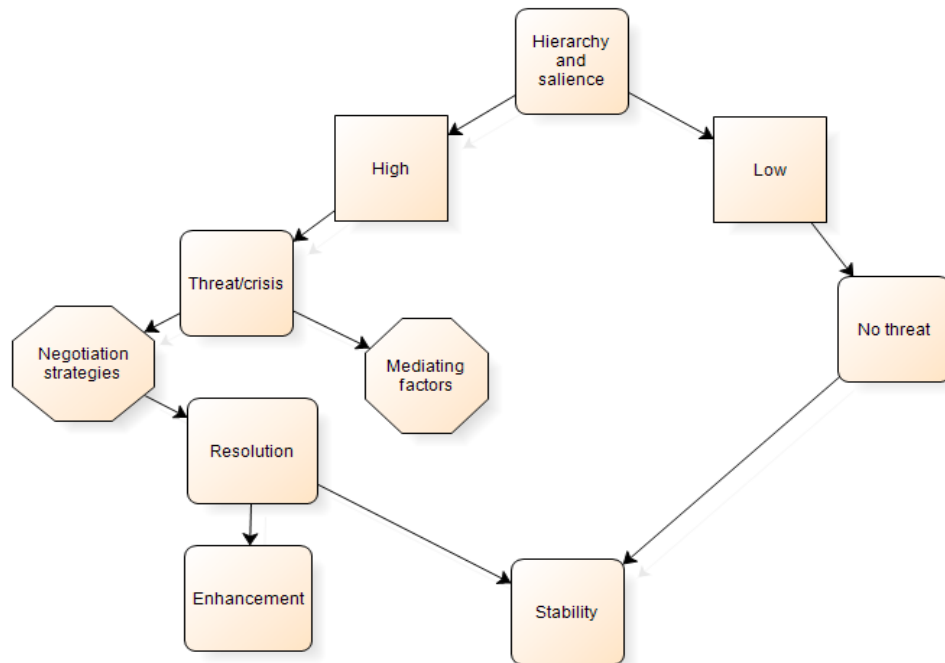 Hierarchy
and
salience
High
Low
Threat/crisis
No threat
Negotiation
strategies
Mediating
factors
Resolution
Enhancement
Stability